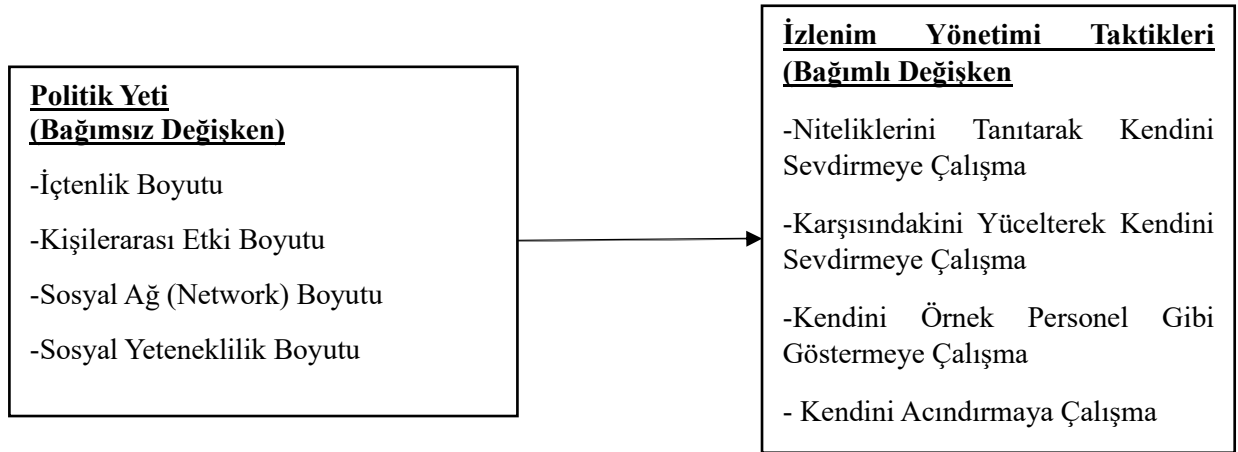 Politik Yeti
(Bağımsız Değişken)
-İçtenlik Boyutu
-Kişilerarası Etki Boyutu
-Sosyal Ağ (Network) Boyutu
-Sosyal Yeteneklilik Boyutu
İzlenim Yönetimi Taktikleri
(Bağımlı Değişken
-Niteliklerini Tanıtarak Kendini
Sevdirmeye Çalışma
-Karşısındakini Yücelterek Kendini
Sevdirmeye Çalışma
-Kendini Örnek Personel Gibi
Göstermeye Çalışma
- Kendini Acındırmaya Çalışma